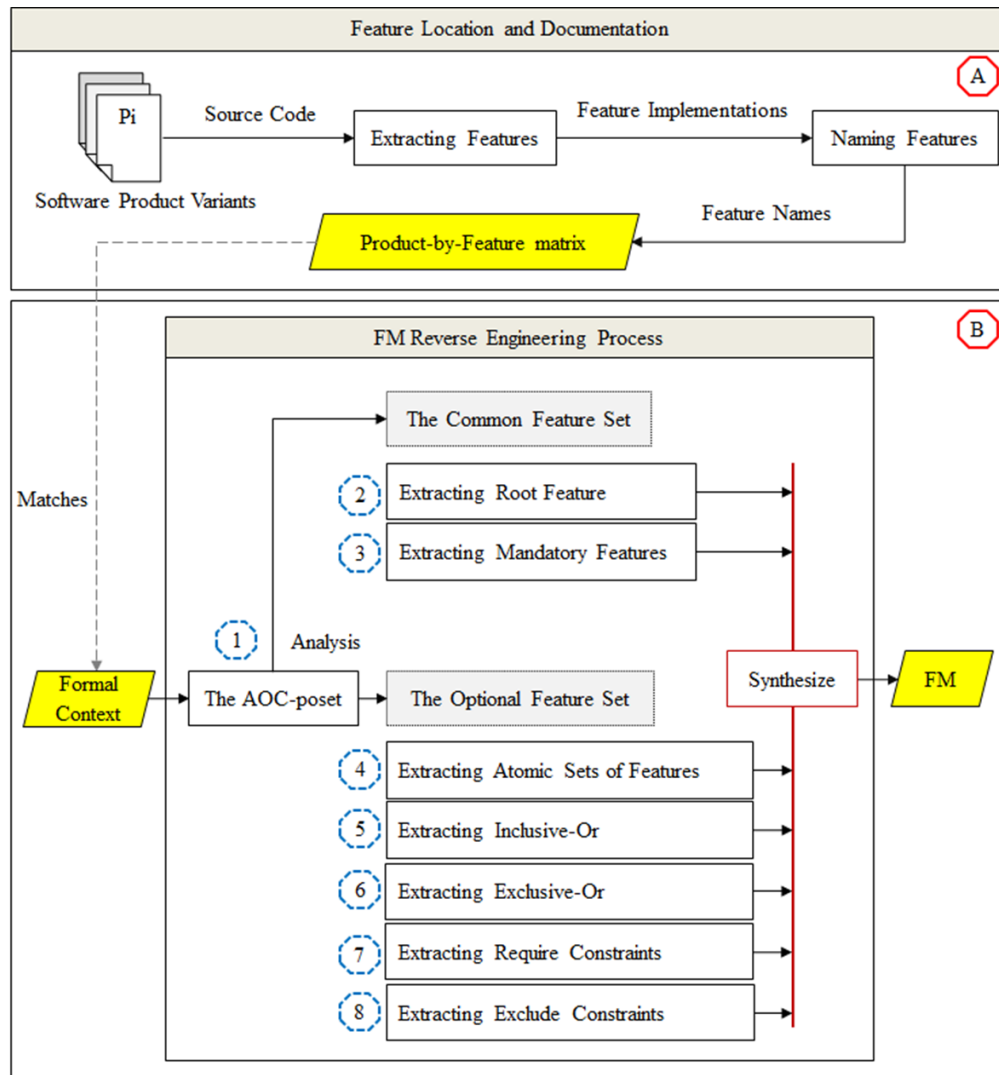 Feature Location and Documentation
A
Pi
Source Code
Extracting Features
Feature Implementations
Naming Features
Software Product Variants
Feature Names
Product-by-Feature matrix
B
FM Reverse Engineering Process
The Common Feature Set
2
Extracting Root Feature
Matches
3
Extracting Mandatory Features
1
Analysis
Formal
Context
The AOC-poset
The Optional Feature Set
Synthesize
FM
4
Extracting Atomic Sets of Features
5
Extracting Inclusive-Or
6
Extracting Exclusive-Or
7
Extracting Require Constraints
8
Extracting Exclude Constraints